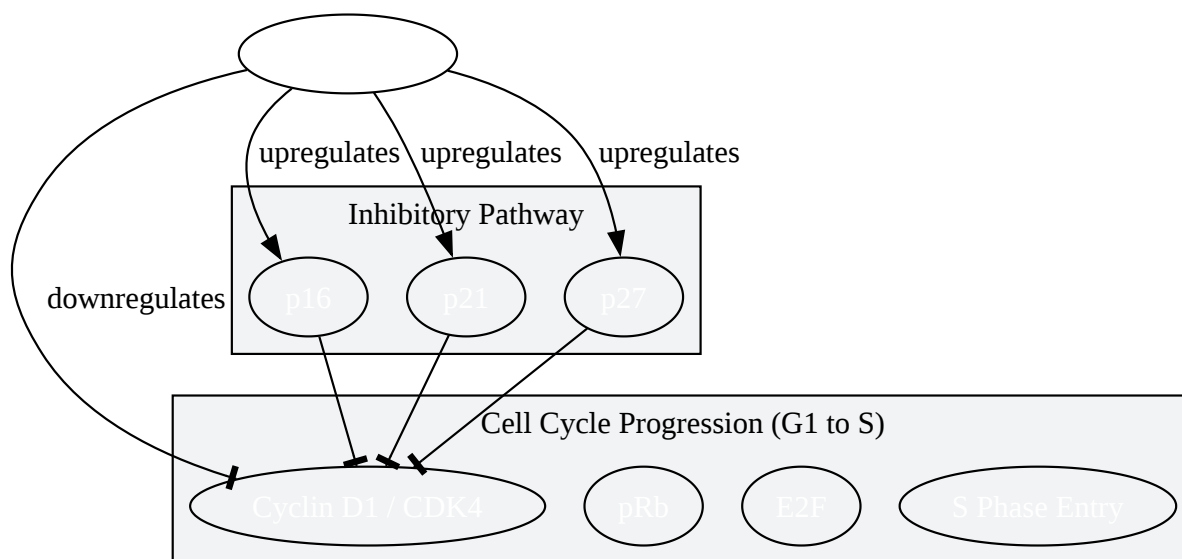 upregulates
upregulates
upregulates
Inhibitory Pathway
p16
p21
p27
downregulates
Cell Cycle Progression (G1 to S)
Cyclin D1 / CDK4
pRb
E2F
S Phase Entry